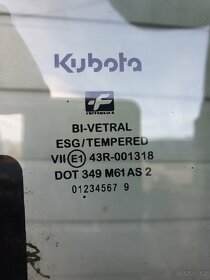 Kubota
BI-VETRAL
ESG/TEMPERED
VII E1 43R-001318
DOT 349 M61 AS 2
01234567 9